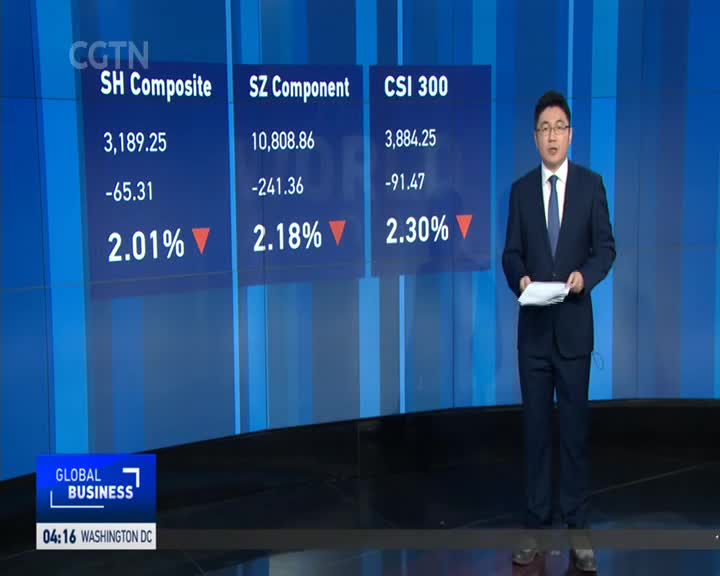 CGTN
SH Composite
3,189.25
-65.31
2.01%
SZ Component
10,808.86
-241.36
2.18%
CSI 300
3,884.25
-91.47
2.30%
GLOBAL
BUSINESS
04:16 WASHINGTON DC